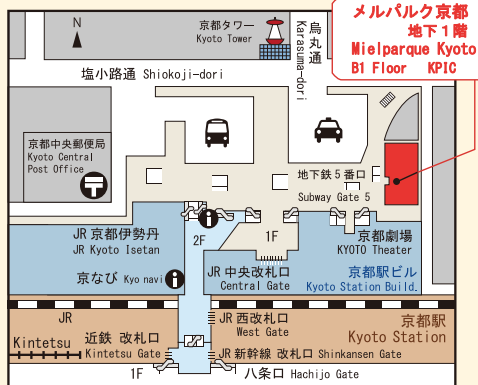 メルパルク京都
地下1階
Mielparque Kyoto
B1 Floor KPIC
N
京都タワー
Kyoto Tower
烏丸通
Karasuma-dori
塩小路通 Shiokoji-dori
京都中央郵便局
Kyoto Central
Post Office
地下鉄5番口
Subway Gate 5
JR 京都伊勢丹
JR Kyoto Isetan
2F
1F
京都劇場
KYOTO Theater
京なび Kyo navi
JR 中央改札口
Central Gate
京都駅ビル
Kyoto Station Build.
JR
JR 西改札口
West Gate
京都駅
Kyoto Station
Kintetsu
近鉄 改札口
Kintetsu Gate
JR 新幹線 改札口 Shinkansen Gate
1F
八条口 Hachijo Gate